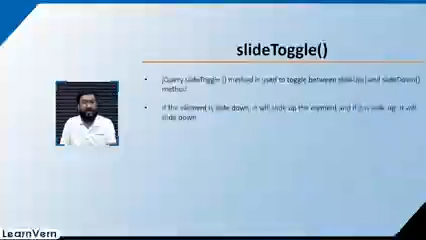 slideToggle()
• jQuery slideToggle () method is used to toggle between slideUp() and slideDown()
method
• If the element is slide down, it will slide up the element and if it is slide up, it will
slide down
LearnVern